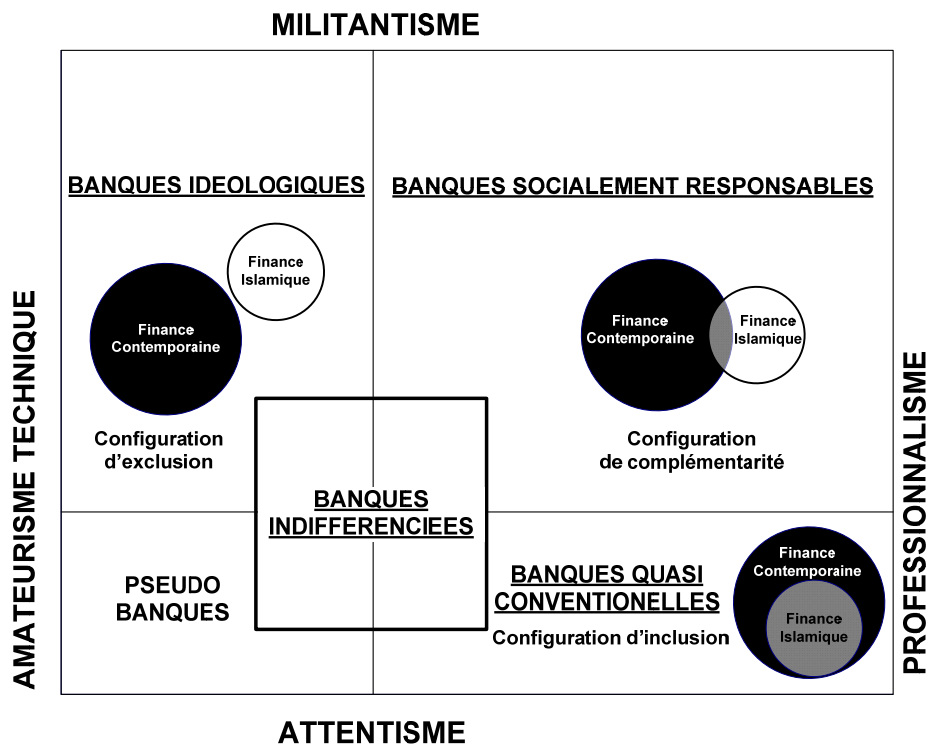 MILITANTISME
BANQUES IDEOLOGIQUES
BANQUES SOCIALEMENT RESPONSABLES
Finance
Islamique
Finance
Contemporaine
Finance
Contemporaine
Finance
Islamique
Configuration
d’exclusion
Configuration
de complémentarité
AMATEURISME TECHNIQUE
PROFESSIONNALISME
BANQUES
INDIFFERENCIEES
PSEUDO
BANQUES
BANQUES QUASI
CONVENTIONELLES
Configuration d’inclusion
Finance
Contemporaine
Finance
Islamique
ATTENTISME